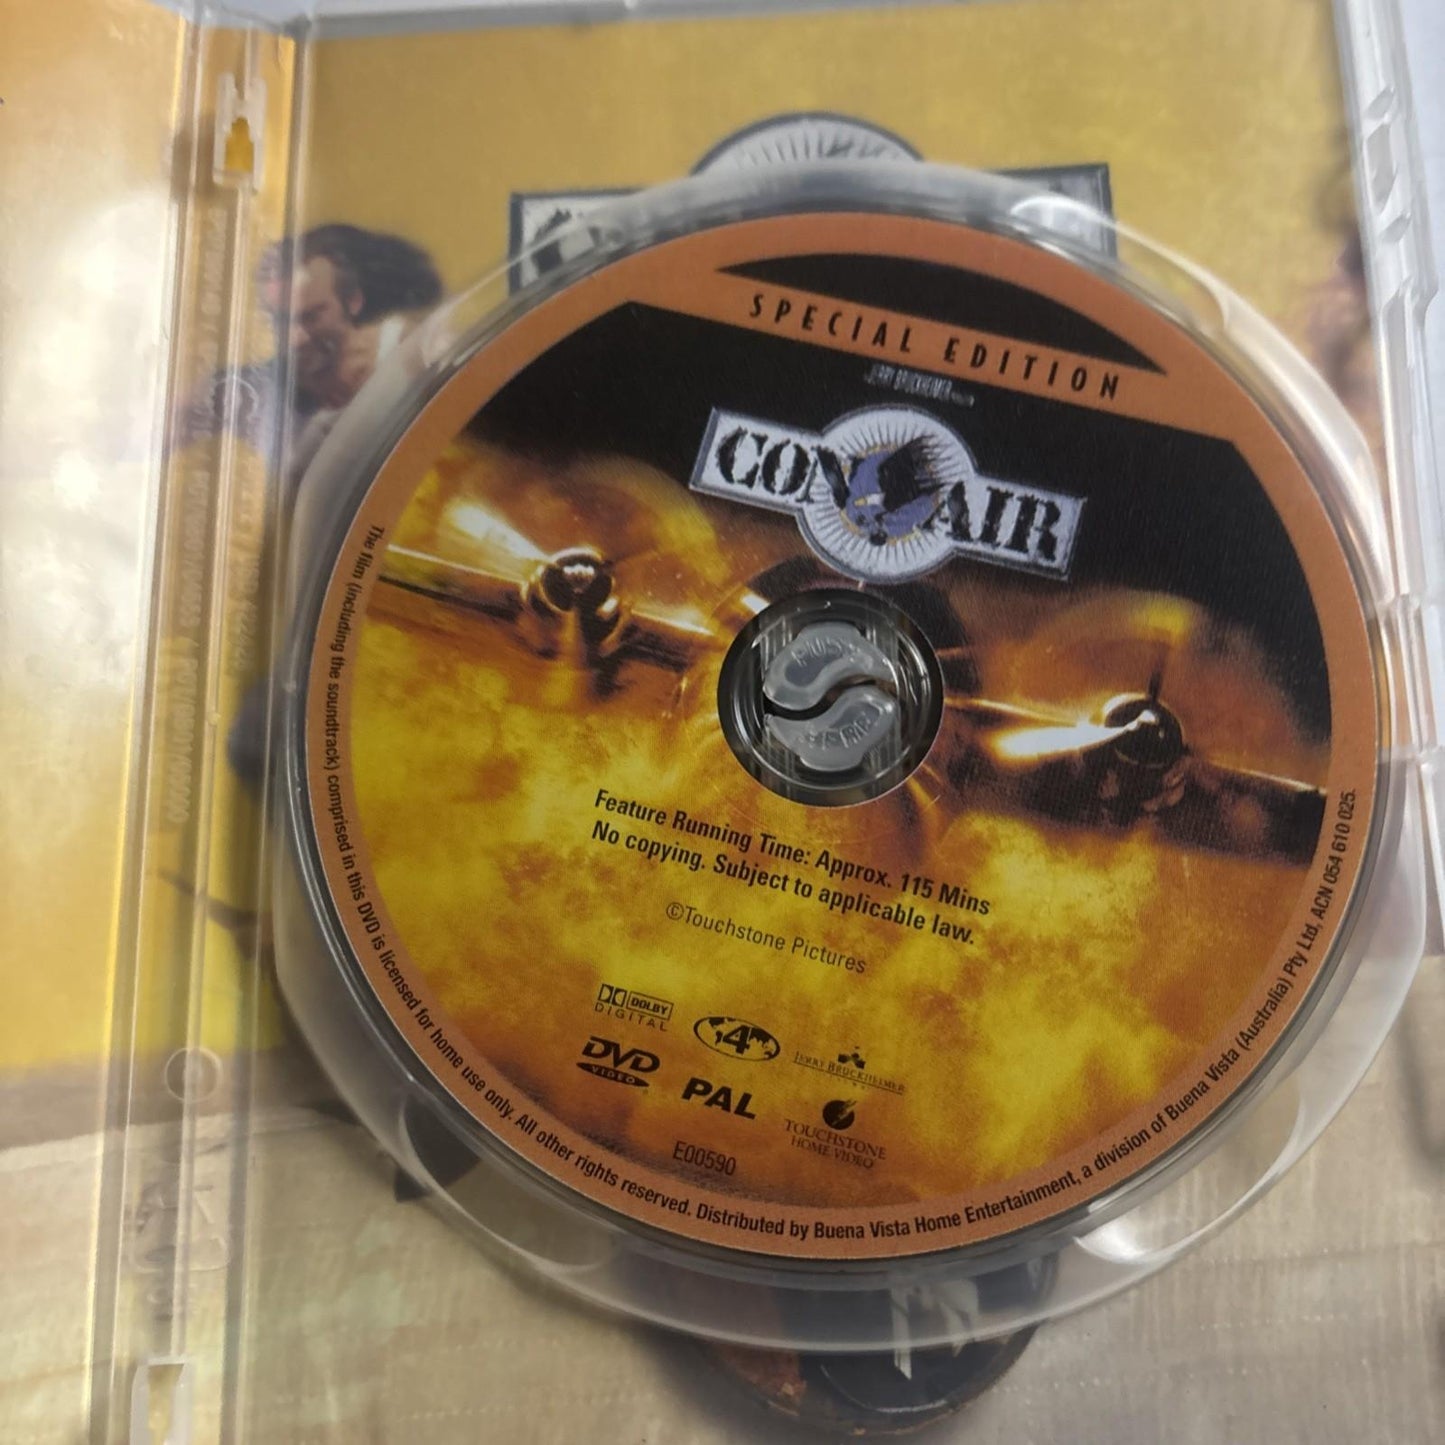 SPECIAL EDITION
JERRY BRUCKHEIMER
CON AIR
PUSH
Feature Running Time: Approx. 115 Mins
No copying. Subject to applicable law.
©Touchstone Pictures
DOLBY
DIGITAL
4
JERRY BRUCKHEIMER
DVD
VIDEO
PAL
TOUCHSTONE
HOME VIDEO
E00590
The film (including the soundtrack) comprised in this DVD is licensed for home use only. All other rights reserved. Distributed by Buena Vista Home Entertainment, a division of Buena Vista (Australia) Pty Ltd, ACN 054 610 025.